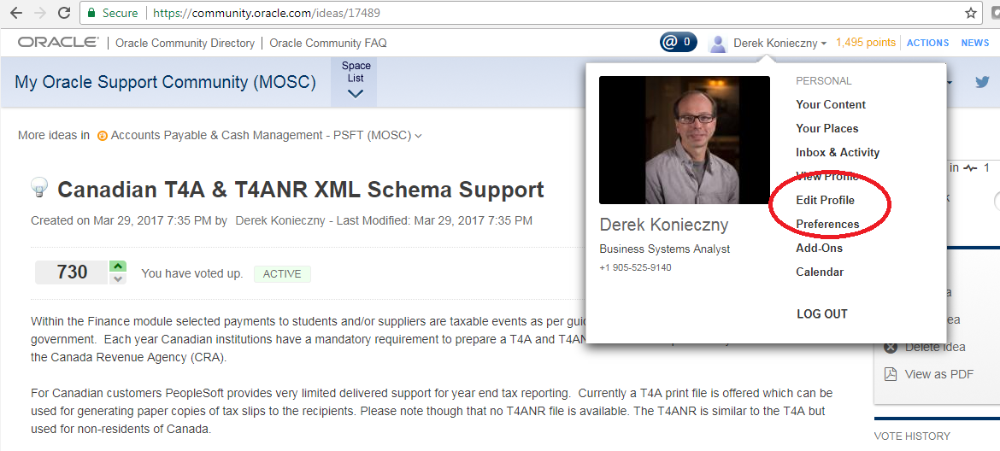 Secure https://community.oracle.com/ideas/17489
ORACLE Oracle Community Directory Oracle Community FAQ @ 0 Derek Konieczny 1,495 points ACTIONS NEWS
My Oracle Support Community (MOSC) Space List
PERSONAL
Your Content
Your Places
Inbox & Activity
View Profile
Edit Profile
Preferences
Add-Ons
Calendar
LOG OUT
Derek Konieczny
Business Systems Analyst
+1 905-525-9140
More ideas in Accounts Payable & Cash Management - PSFT (MOSC)
in 1
Canadian T4A & T4ANR XML Schema Support
Created on Mar 29, 2017 7:35 PM by Derek Konieczny - Last Modified: Mar 29, 2017 7:35 PM
730 You have voted up. ACTIVE
Within the Finance module selected payments to students and/or suppliers are taxable events as per
government. Each year Canadian institutions have a mandatory requirement to prepare a T4A and
the Canada Revenue Agency (CRA).
For Canadian customers PeopleSoft provides very limited delivered support for year end tax reporting. Currently a T4A print file is offered which can be
used for generating paper copies of tax slips to the recipients. Please note though that no T4ANR file is available. The T4ANR is similar to the T4A but
used for non-residents of Canada.
Delete idea
View as PDF
VOTE HISTORY